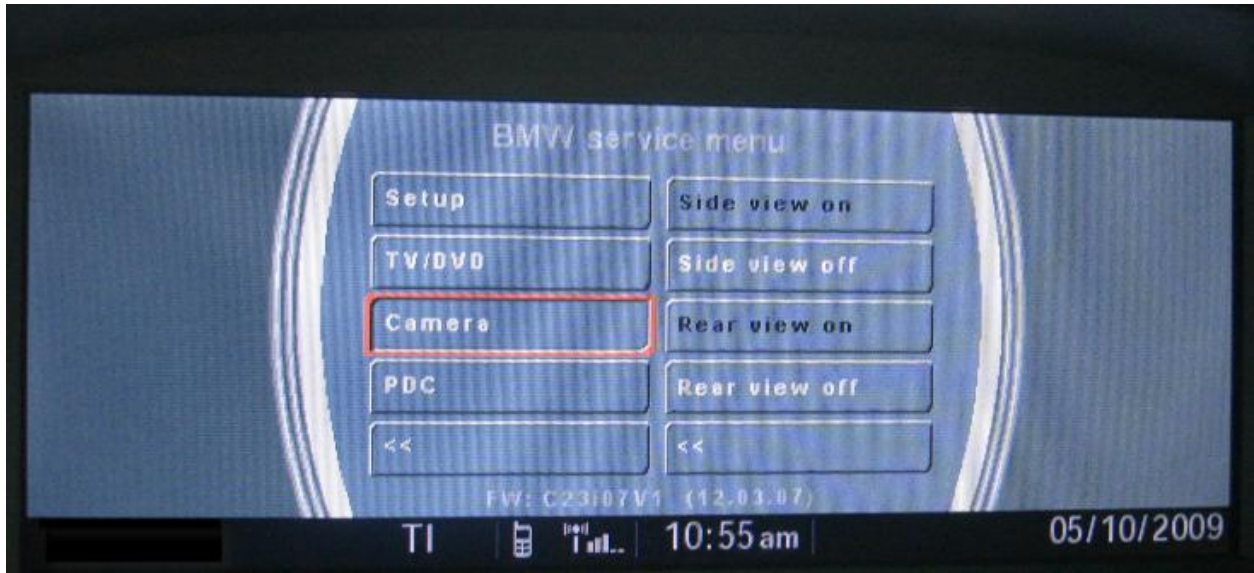 BMW service menu
Setup
Side view on
TV/DVD
Side view off
Camera
Rear view on
PDC
Rear view off
<<
<<
FW: C23i07V1 (12.03.07)
TI 10:55 am 05/10/2009